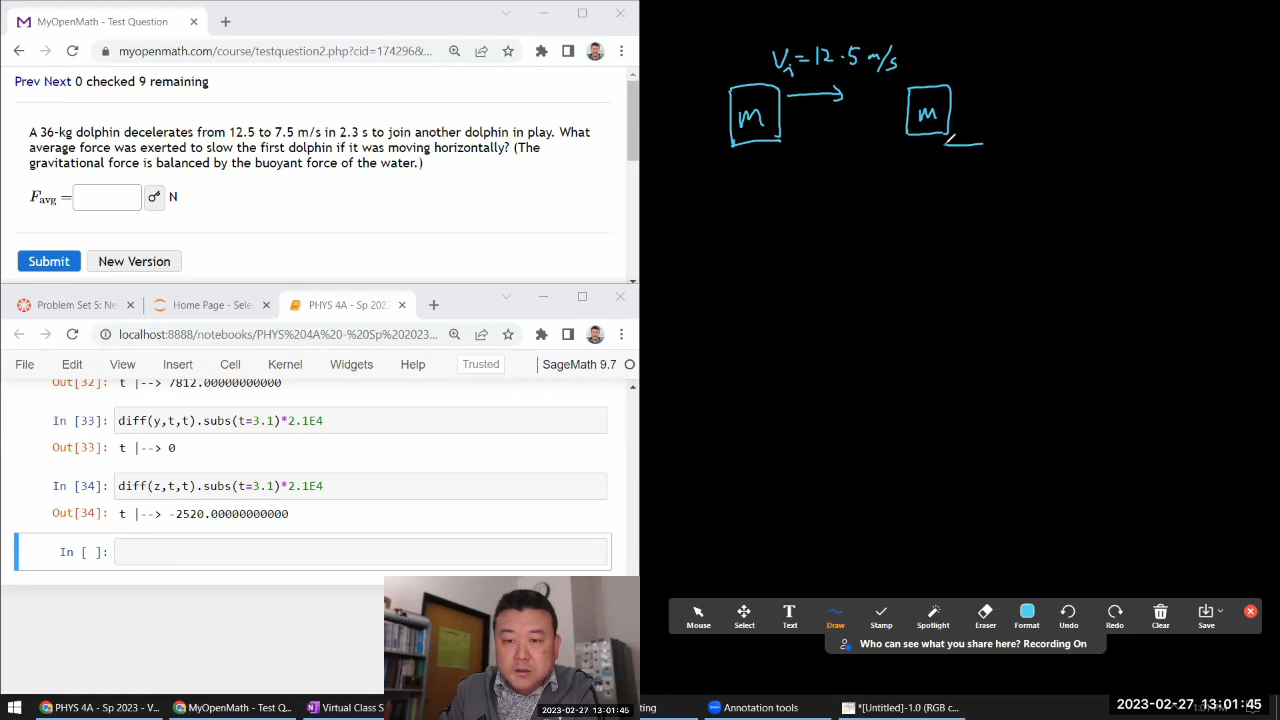 MyOpenMath - Test Question
myopenmath.com/course/testquestion2.php?cid=174296&...
Prev Next 0 checked 9 remaining
A 30-kg dolphin decelerates from 12.5 to 7.5 m/s in 2.3 s to join another dolphin in play. What
average force was exerted to slow the first dolphin if it was moving horizontally? (The
gravitational force is balanced by the buoyant force of the water.)
Favg = N
Submit New Version
Problem Set 5: Ne Home Page - Sele PHYS 4A - Sp 2023
localhost:8888/notebooks/PHYS%204A%20-%20Sp%202023...
File Edit View Insert Cell Kernel Widgets Help Trusted SageMath 9.7
Out[32]: t |--> 7812.00000000000
In [33]: diff(y,t,t).subs(t=3.1)*2.1E4
Out[33]: t |--> 0
In [34]: diff(z,t,t).subs(t=3.1)*2.1E4
Out[34]: t |--> -2520.00000000000
In [ ]:
Vi = 12.5 m/s
m m
Mouse Select Text Draw Stamp Spotlight Eraser Format Undo Redo Clear Save
Who can see what you share here? Recording On
2023-02-27 13:01:45
PHYS 4A - Sp 2023 - V... MyOpenMath - Test Q... Virtual Class S Annotation tools *[Untitled]-1.0 (RGB c...
2023-02-27 13:01:45